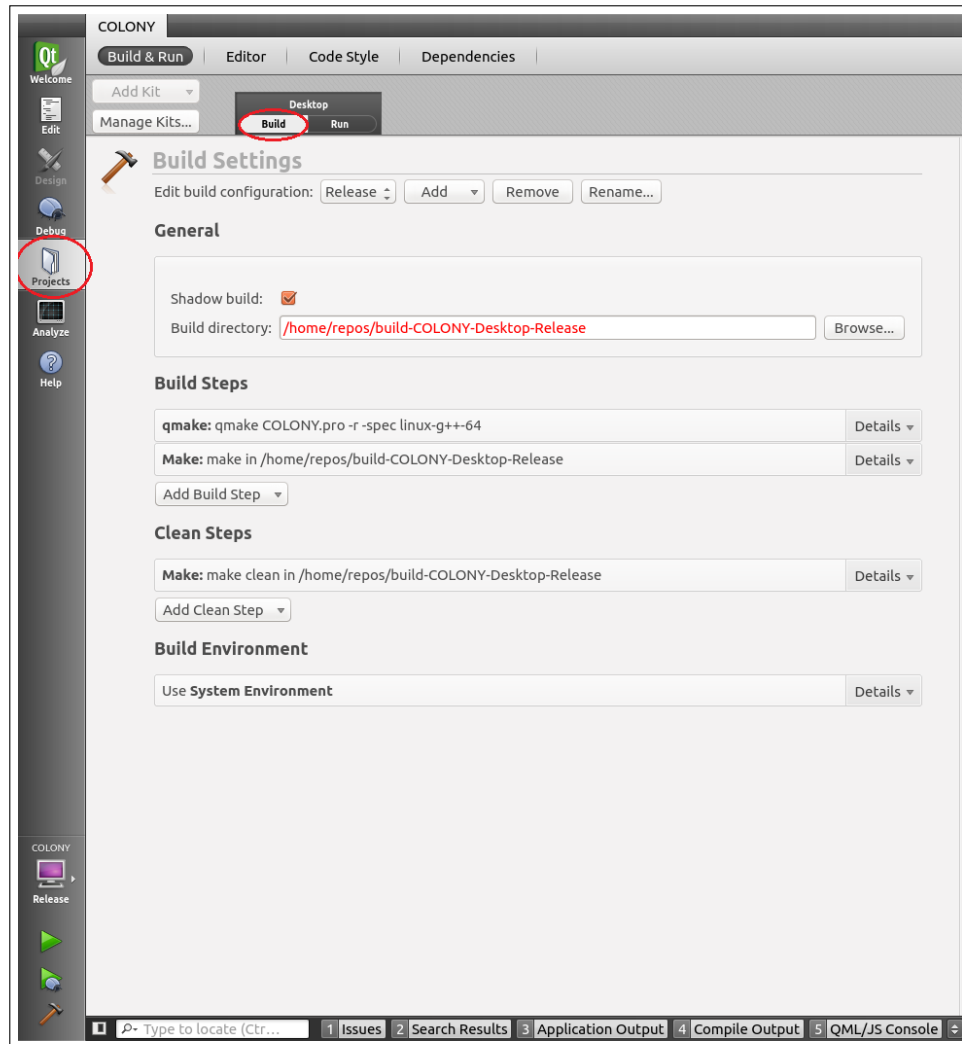 COLONY
Qt
Welcome
Build & Run
Editor
Code Style
Dependencies
Edit
Add Kit
Manage Kits...
Desktop
Build
Run
Design
Debug
Projects
Analyze
Help
Build Settings
Edit build configuration: Release Add Remove Rename...
General
Shadow build:
Build directory: /home/repos/build-COLONY-Desktop-Release Browse...
Build Steps
qmake: qmake COLONY.pro -r -spec linux-g++-64 Details
Make: make in /home/repos/build-COLONY-Desktop-Release Details
Add Build Step
Clean Steps
Make: make clean in /home/repos/build-COLONY-Desktop-Release Details
Add Clean Step
Build Environment
Use System Environment Details
COLONY
Release
Type to locate (Ctr... 1 Issues 2 Search Results 3 Application Output 4 Compile Output 5 QML/JS Console